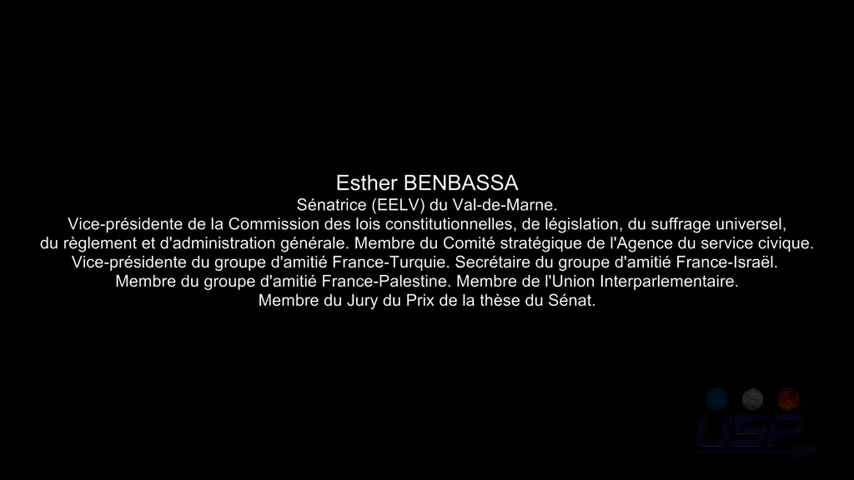 Esther BENBASSA
Sénatrice (EELV) du Val-de-Marne.
Vice-présidente de la Commission des lois constitutionnelles, de législation, du suffrage universel,
du règlement et d'administration générale. Membre du Comité stratégique de l'Agence du service civique.
Vice-présidente du groupe d'amitié France-Turquie. Secrétaire du groupe d'amitié France-Israël.
Membre du groupe d'amitié France-Palestine. Membre de l'Union Interparlementaire.
Membre du Jury du Prix de la thèse du Sénat.
USP